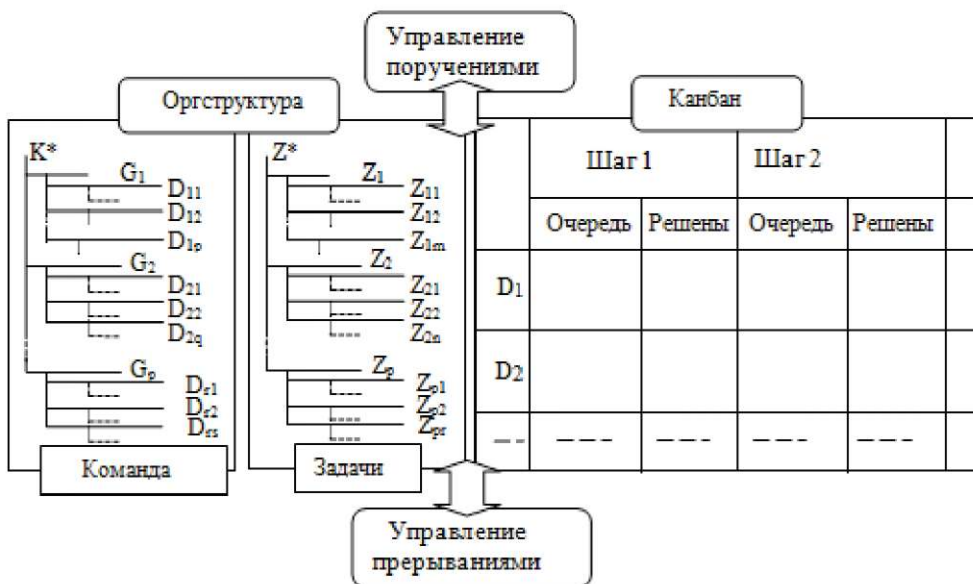 Управление
поручениями
Оргструктура
Канбан
K*
G1
D11
D12
D1p
G2
D21
D22
D2q
Gp
Dr1
Dr2
Drs
Команда
Z*
Z1
Z11
Z12
Z1m
Z2
Z21
Z22
Z2n
Zp
Zp1
Zp2
Zpr
Задачи
Шаг 1
Шаг 2
Очередь
Решены
Очередь
Решены
D1
D2
Управление
прерываниями